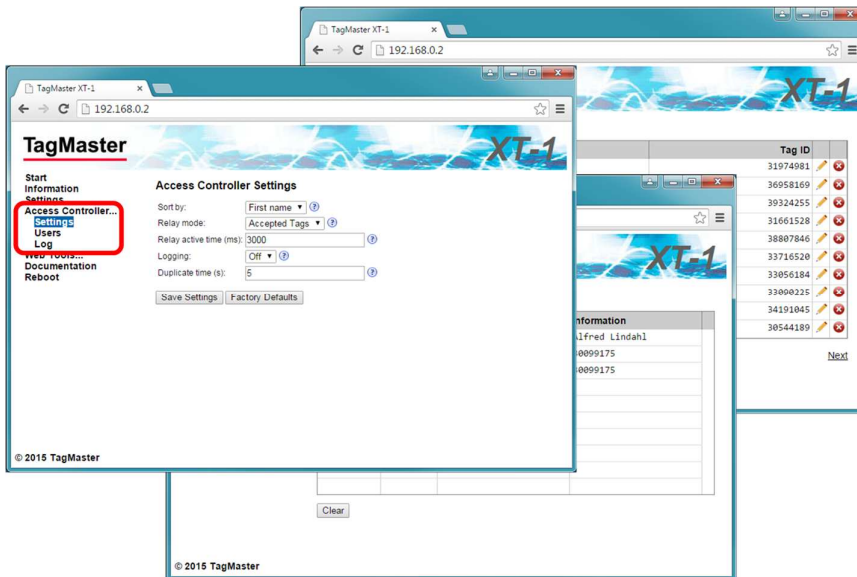 TagMaster XT-1
192.168.0.2
XT-1
Tag ID
31974981
36958169
39324255
31661528
38807846
33716520
33056184
33090225
34191045
30544189
Next
TagMaster XT-1
192.168.0.2
TagMaster
XT-1
Start
Information
Settings
Access Controller...
Settings
Users
Log
Web Tools...
Documentation
Reboot
Access Controller Settings
Sort by: First name
Relay mode: Accepted Tags
Relay active time (ms): 3000
Logging: Off
Duplicate time (s): 5
Save Settings Factory Defaults
© 2015 TagMaster
XT-1
nformation
Alfred Lindahl
0099175
0099175
Clear
© 2015 TagMaster